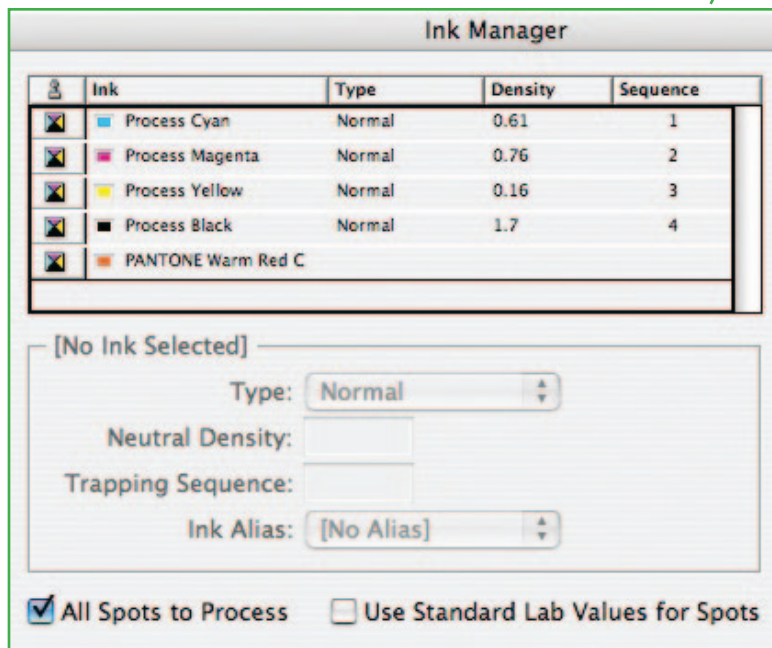 Ink Manager
Ink Type Density Sequence
Process Cyan Normal 0.61 1
Process Magenta Normal 0.76 2
Process Yellow Normal 0.16 3
Process Black Normal 1.7 4
PANTONE Warm Red C
[No Ink Selected]
Type: Normal
Neutral Density:
Trapping Sequence:
Ink Alias: [No Alias]
All Spots to Process Use Standard Lab Values for Spots